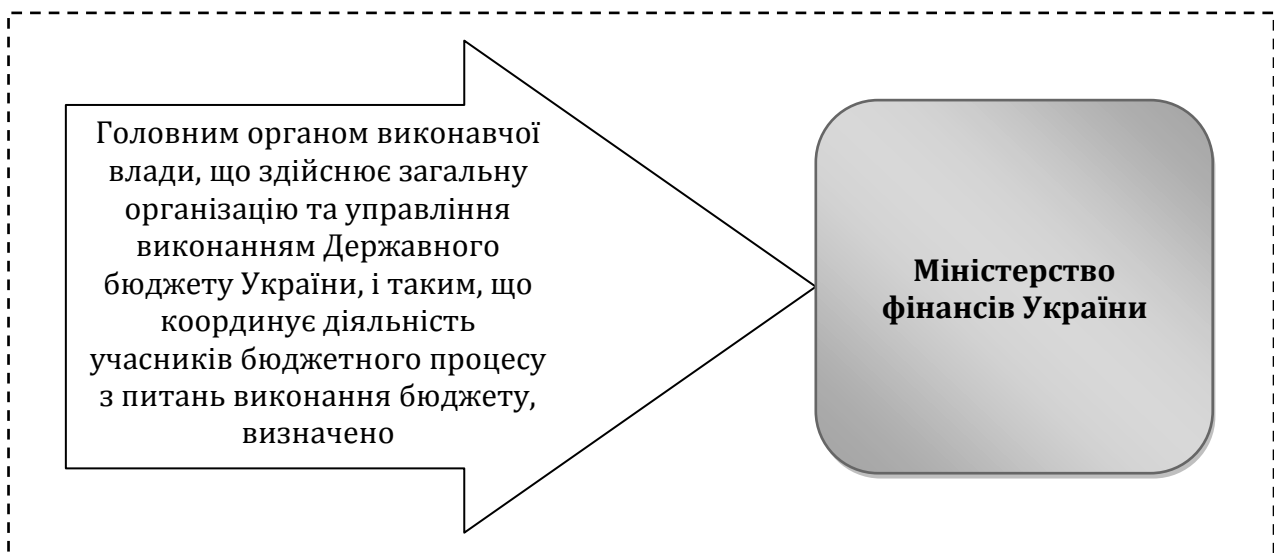 Головним органом виконавчої
влади, що здійснює загальну
організацію та управління
виконанням Державного
бюджету України, і таким, що
координує діяльність
учасників бюджетного процесу
з питань виконання бюджету,
визначено
Міністерство
фінансів України